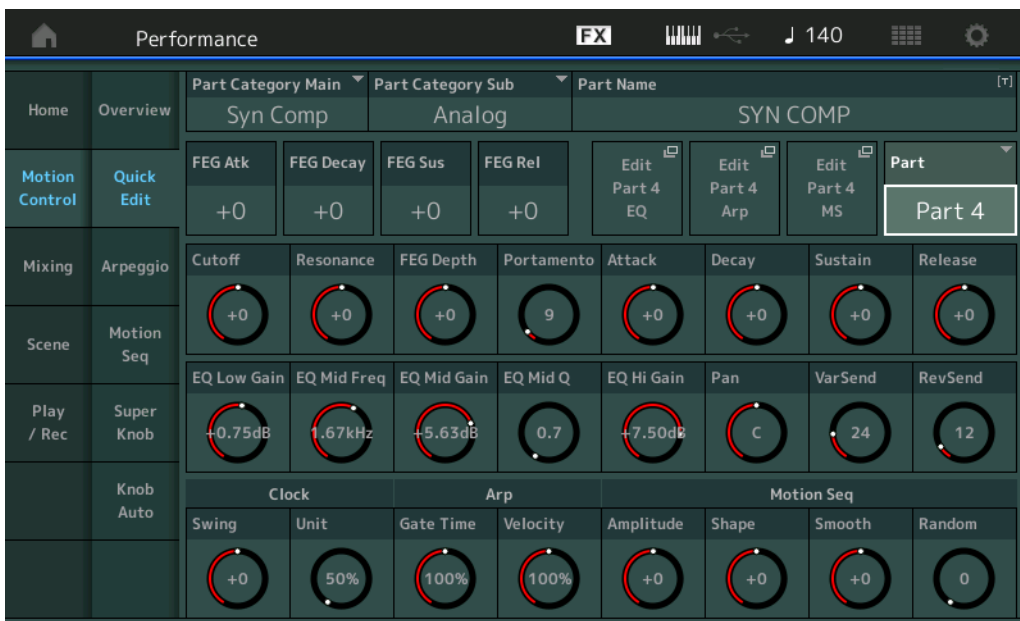 Performance
FX
♩ 140
Home
Motion
Control
Mixing
Scene
Play
/ Rec
Overview
Quick
Edit
Arpeggio
Motion
Seq
Super
Knob
Knob
Auto
Part Category Main
Syn Comp
Part Category Sub
Analog
Part Name
[T]
SYN COMP
FEG Atk
+0
FEG Decay
+0
FEG Sus
+0
FEG Rel
+0
Edit
Part 4
EQ
Edit
Part 4
Arp
Edit
Part 4
MS
Part
Part 4
Cutoff
+0
Resonance
+0
FEG Depth
+0
Portamento
9
Attack
+0
Decay
+0
Sustain
+0
Release
+0
EQ Low Gain
+0.75dB
EQ Mid Freq
1.67kHz
EQ Mid Gain
+5.63dB
EQ Mid Q
0.7
EQ Hi Gain
+7.50dB
Pan
C
VarSend
24
RevSend
12
Clock
Arp
Motion Seq
Swing
+0
Unit
50%
Gate Time
100%
Velocity
100%
Amplitude
+0
Shape
+0
Smooth
+0
Random
0